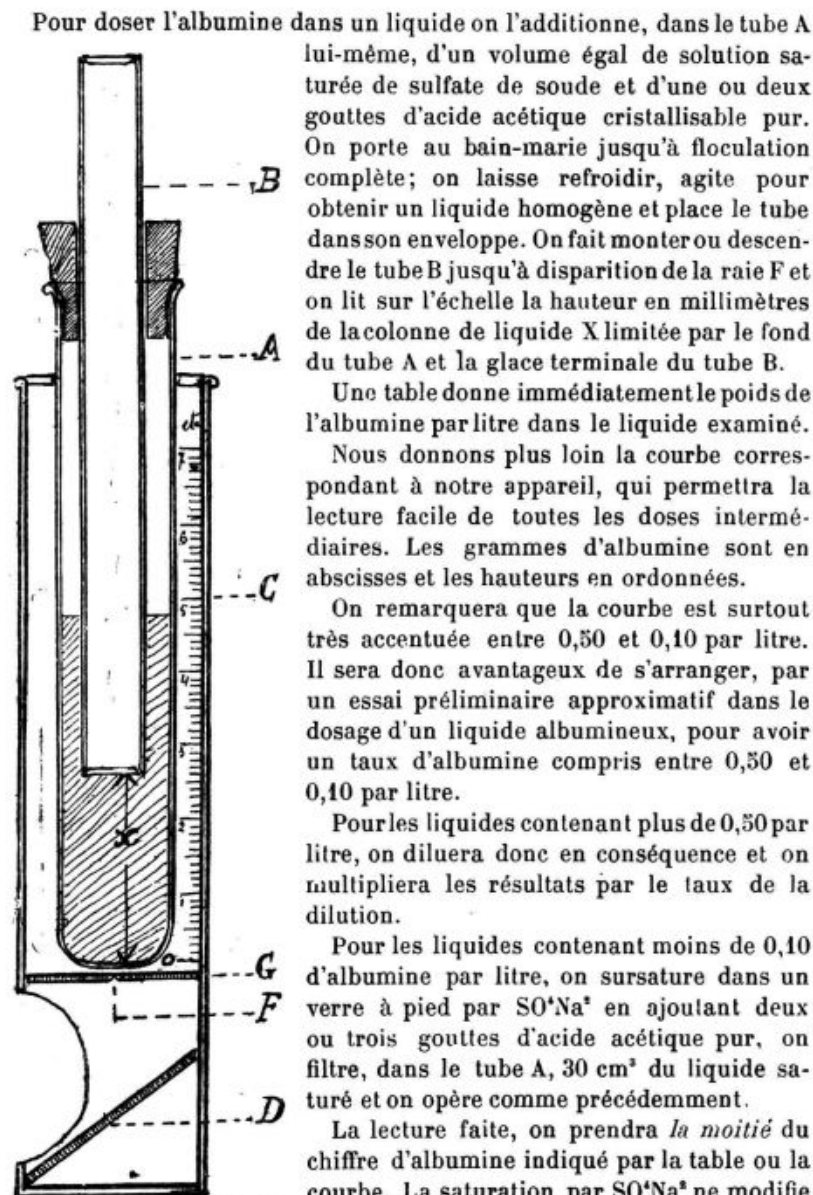 Pour doser l'albumine dans un liquide on l'additionne, dans le tube A
lui-même, d'un volume égal de solution sa-
turée de sulfate de soude et d'une ou deux
gouttes d'acide acétique cristallisable pur.
On porte au bain-marie jusqu'à floculation
complète; on laisse refroidir, agite pour
obtenir un liquide homogène et place le tube
dans son enveloppe. On fait monter ou descen-
dre le tube B jusqu'à disparition de la raie F et
on lit sur l'échelle la hauteur en millimètres
de la colonne de liquide X limitée par le fond
du tube A et la glace terminale du tube B.
Une table donne immédiatement le poids de
l'albumine par litre dans le liquide examiné.
Nous donnons plus loin la courbe corres-
pondant à notre appareil, qui permettra la
lecture facile de toutes les doses intermé-
diaires. Les grammes d'albumine sont en
abscisses et les hauteurs en ordonnées.
On remarquera que la courbe est surtout
très accentuée entre 0,50 et 0,10 par litre.
Il sera donc avantageux de s'arranger, par
un essai préliminaire approximatif dans le
dosage d'un liquide albumineux, pour avoir
un taux d'albumine compris entre 0,50 et
0,10 par litre.
Pour les liquides contenant plus de 0,50 par
litre, on diluera donc en conséquence et on
multipliera les résultats par le taux de la
dilution.
Pour les liquides contenant moins de 0,10
d'albumine par litre, on sursature dans un
verre à pied par SO⁴Na² en ajoutant deux
ou trois gouttes d'acide acétique pur, on
filtre, dans le tube A, 30 cm³ du liquide sa-
turé et on opère comme précédemment.
La lecture faite, on prendra la moitié du
chiffre d'albumine indiqué par la table ou la
courbe. La saturation par SO⁴Na² ne modifie
B
A
C
G
F
D
x
7
6
5
4
3
2
1
0